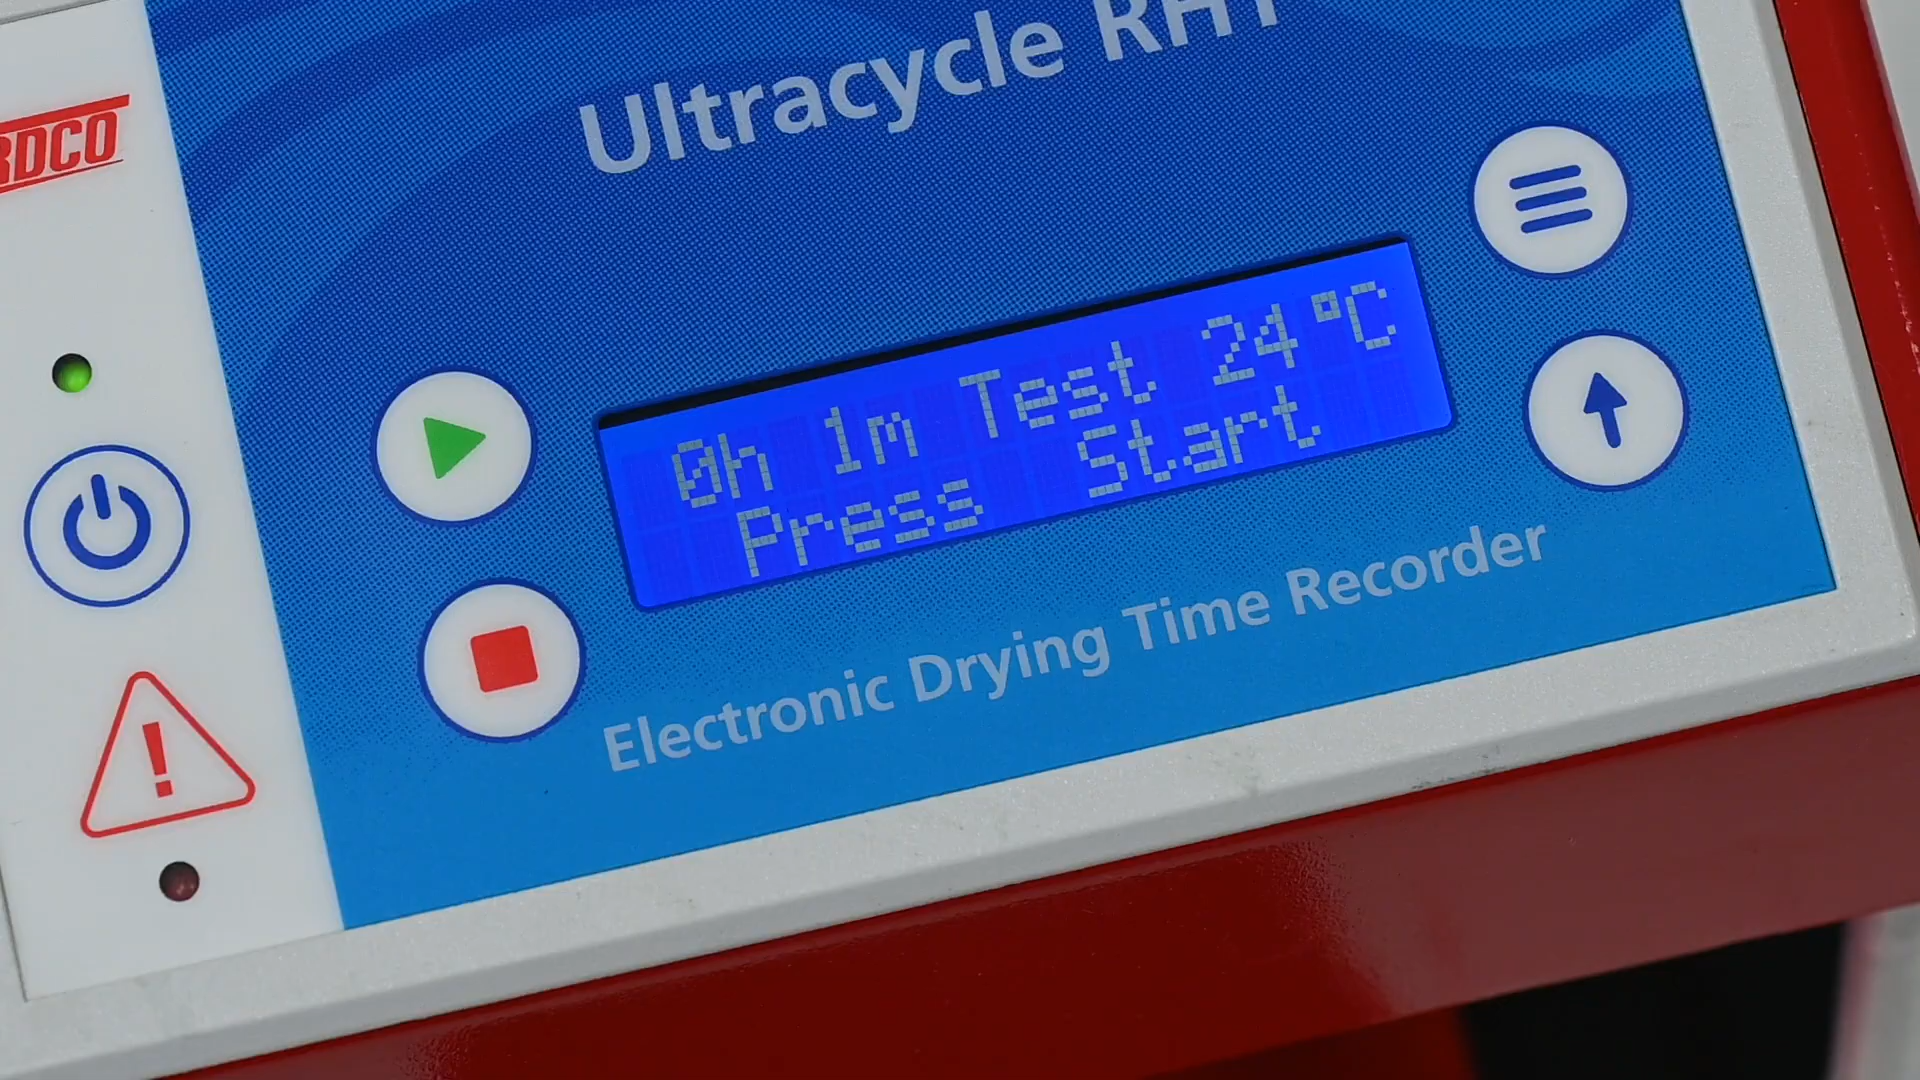 Ultracycle RHT
RDCO
0h 1m Test 24°C
Press Start
Electronic Drying Time Recorder